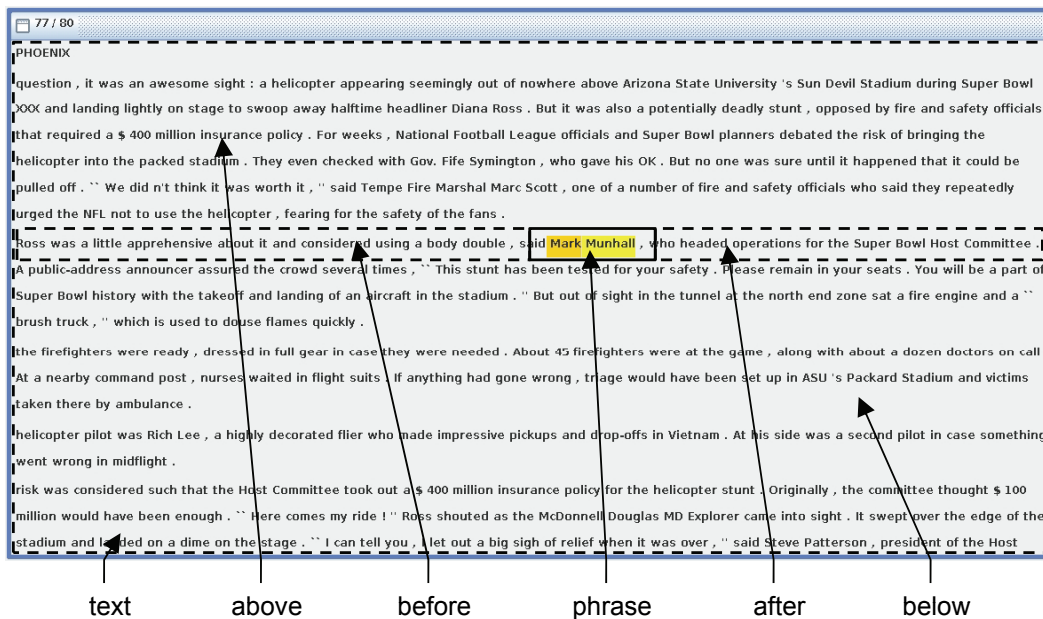 77 / 80
PHOENIX
question , it was an awesome sight : a helicopter appearing seemingly out of nowhere above Arizona State University 's Sun Devil Stadium during Super Bowl
XXX and landing lightly on stage to swoop away halftime headliner Diana Ross . But it was also a potentially deadly stunt , opposed by fire and safety officials
that required a $ 400 million insurance policy . For weeks , National Football League officials and Super Bowl planners debated the risk of bringing the
helicopter into the packed stadium . They even checked with Gov. Fife Symington , who gave his OK . But no one was sure until it happened that it could be
pulled off . `` We did n't think it was worth it , '' said Tempe Fire Marshal Marc Scott , one of a number of fire and safety officials who said they repeatedly
urged the NFL not to use the helicopter , fearing for the safety of the fans .
Ross was a little apprehensive about it and considered using a body double , said Mark Munhall , who headed operations for the Super Bowl Host Committee .
A public-address announcer assured the crowd several times , `` This stunt has been tested for your safety . Please remain in your seats . You will be a part of
Super Bowl history with the takeoff and landing of an aircraft in the stadium . '' But out of sight in the tunnel at the north end zone sat a fire engine and a ``
brush truck , '' which is used to douse flames quickly .
the firefighters were ready , dressed in full gear in case they were needed . About 45 firefighters were at the game , along with about a dozen doctors on call
At a nearby command post , nurses waited in flight suits . If anything had gone wrong , triage would have been set up in ASU 's Packard Stadium and victims
taken there by ambulance .
helicopter pilot was Rich Lee , a highly decorated flier who made impressive pickups and drop-offs in Vietnam . At his side was a second pilot in case something
went wrong in midflight .
risk was considered such that the Host Committee took out a $ 400 million insurance policy for the helicopter stunt . Originally , the committee thought $ 100
million would have been enough . `` Here comes my ride ! '' Ross shouted as the McDonnell Douglas MD Explorer came into sight . It swept over the edge of the
stadium and landed on a dime on the stage . `` I can tell you , I let out a big sigh of relief when it was over , '' said Steve Patterson , president of the Host
text above before phrase after below